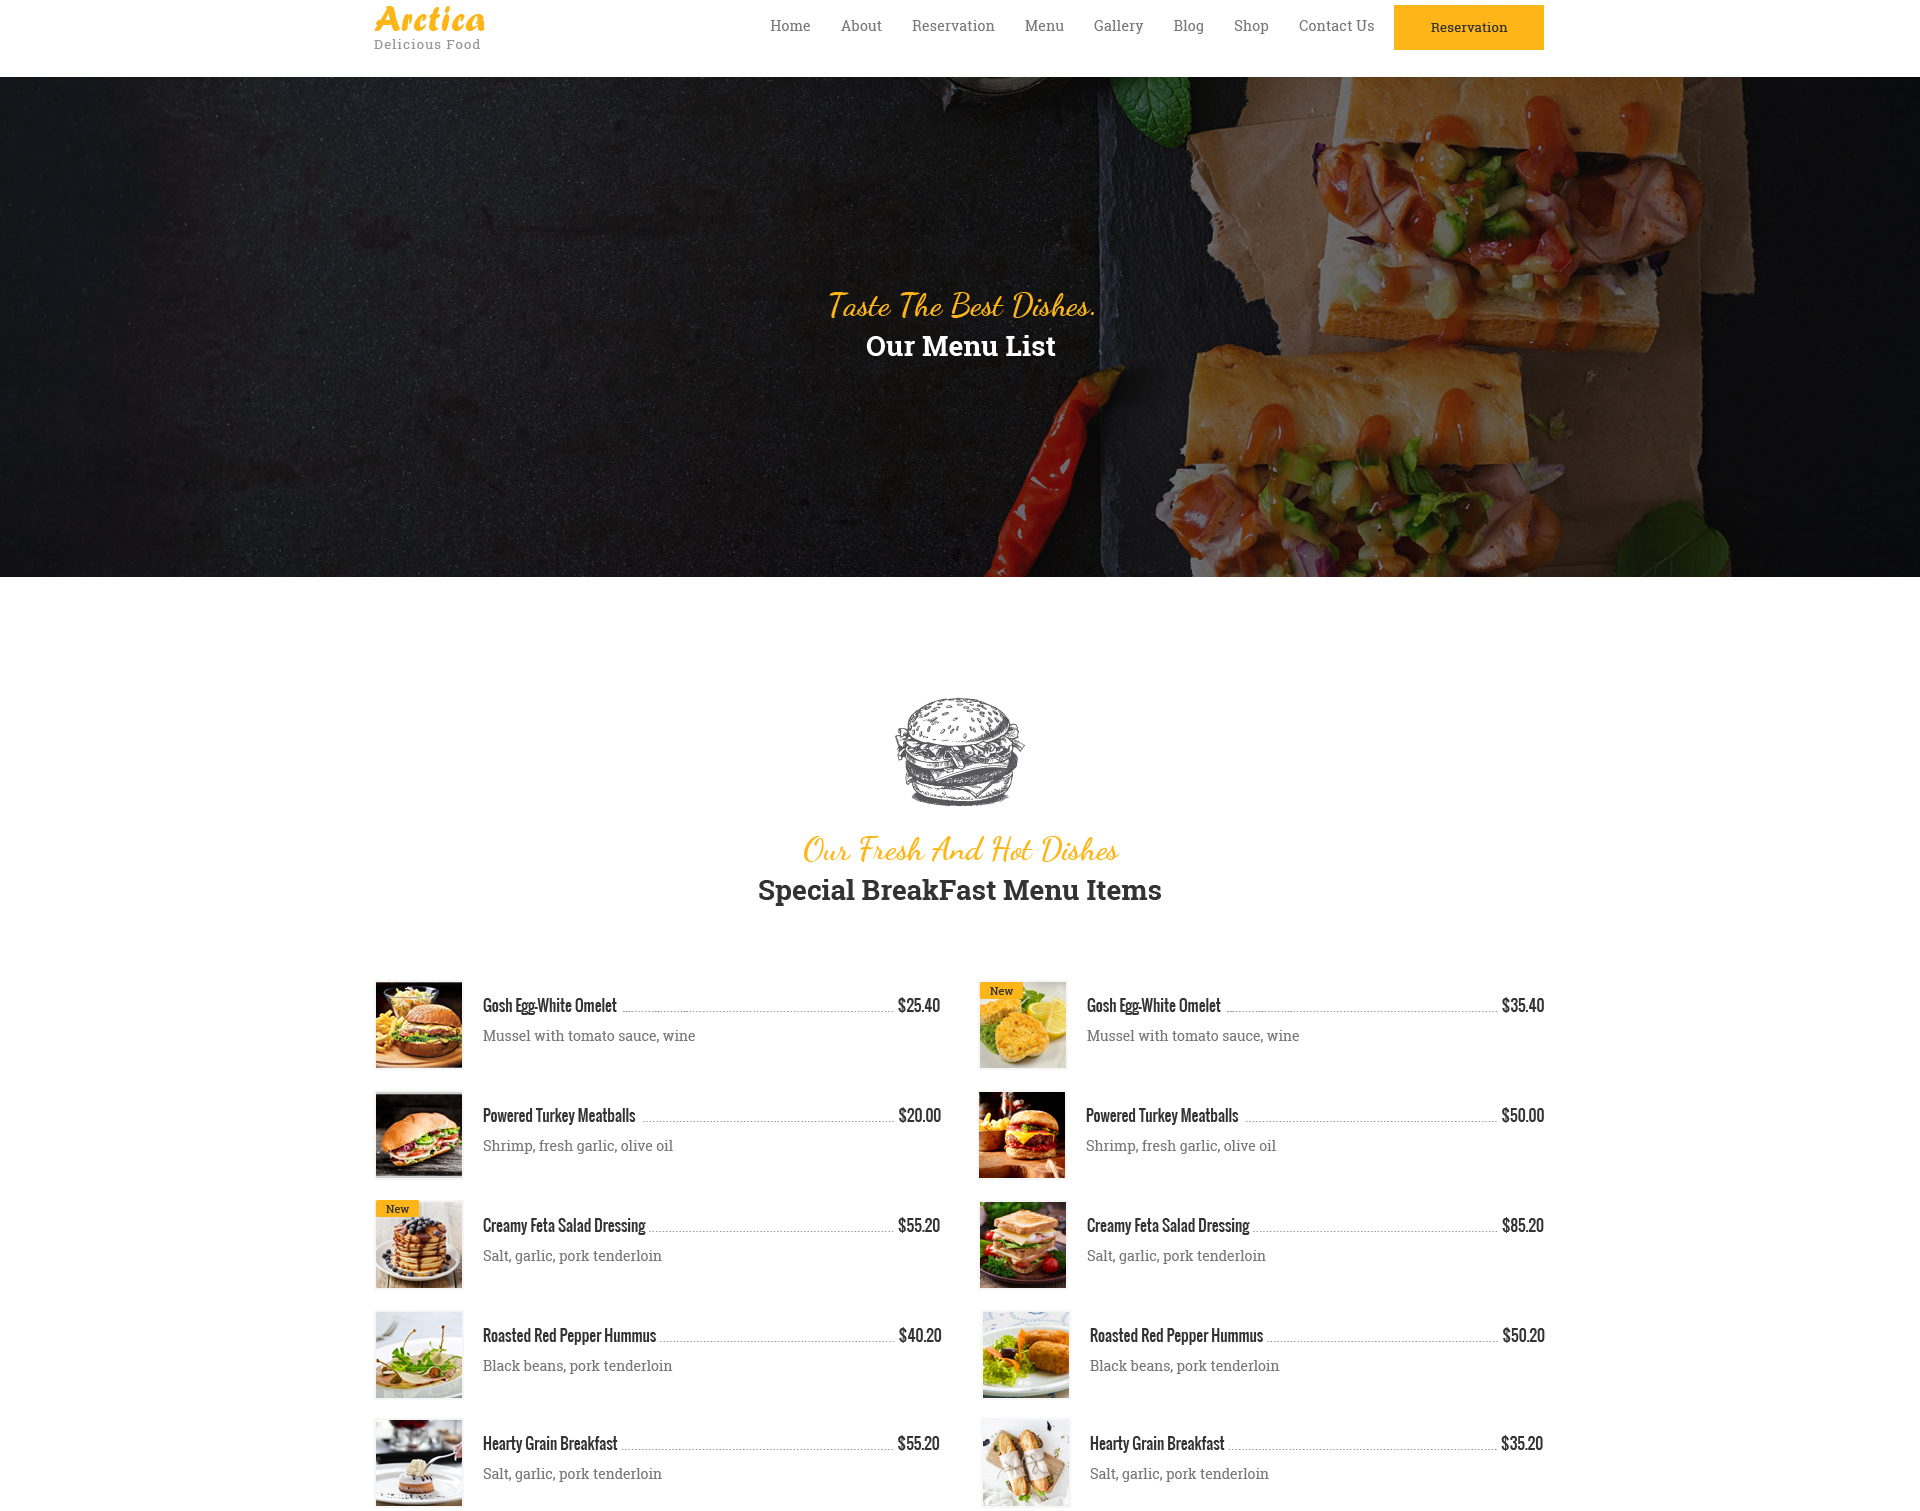 Arctica
Delicious Food
Home About Reservation Menu Gallery Blog Shop Contact Us Reservation
Taste The Best Dishes.
Our Menu List
Our Fresh And Hot Dishes
Special BreakFast Menu Items
Gosh Egg-White Omelet $25.40
Mussel with tomato sauce, wine
Powered Turkey Meatballs $20.00
Shrimp, fresh garlic, olive oil
New
Creamy Feta Salad Dressing $55.20
Salt, garlic, pork tenderloin
Roasted Red Pepper Hummus $40.20
Black beans, pork tenderloin
Hearty Grain Breakfast $55.20
Salt, garlic, pork tenderloin
New
Gosh Egg-White Omelet $35.40
Mussel with tomato sauce, wine
Powered Turkey Meatballs $50.00
Shrimp, fresh garlic, olive oil
Creamy Feta Salad Dressing $85.20
Salt, garlic, pork tenderloin
Roasted Red Pepper Hummus $50.20
Black beans, pork tenderloin
Hearty Grain Breakfast $35.20
Salt, garlic, pork tenderloin